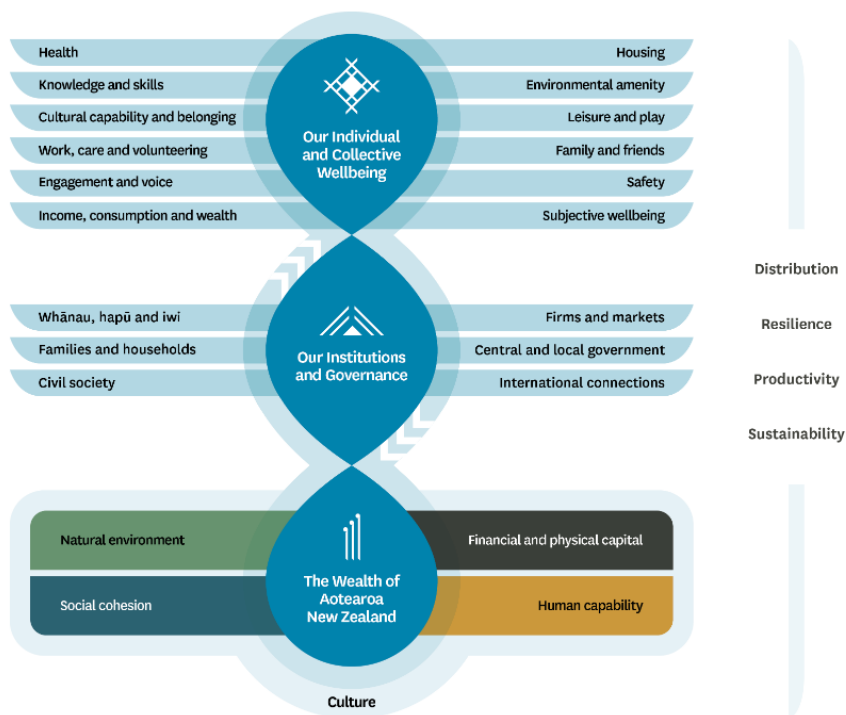 Health
Housing
Knowledge and skills
Environmental amenity
Cultural capability and belonging
Leisure and play
Our Individual
and Collective
Wellbeing
Work, care and volunteering
Family and friends
Engagement and voice
Safety
Income, consumption and wealth
Subjective wellbeing
Whānau, hapū and iwi
Firms and markets
Families and households
Central and local government
Our Institutions
and Governance
Civil society
International connections
Natural environment
Financial and physical capital
The Wealth of
Aotearoa
New Zealand
Social cohesion
Human capability
Culture
Distribution
Resilience
Productivity
Sustainability